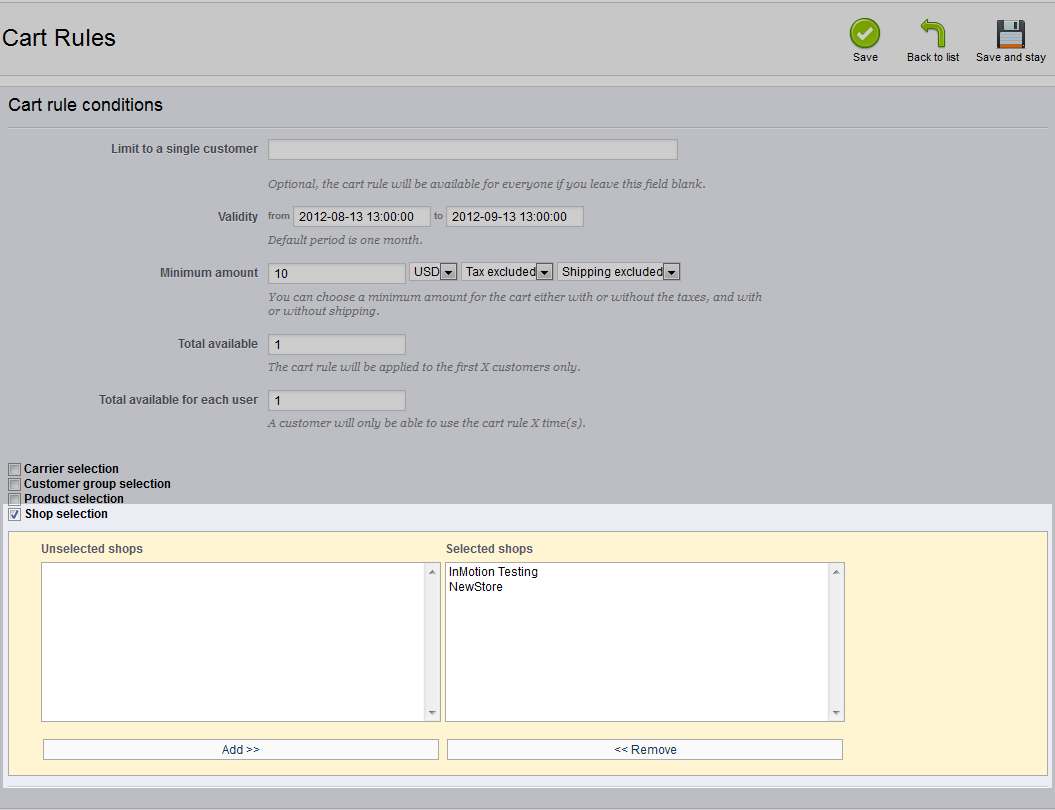 Cart Rules
Save
Back to list
Save and stay
Cart rule conditions
Limit to a single customer
Optional, the cart rule will be available for everyone if you leave this field blank.
Validity from 2012-08-13 13:00:00 to 2012-09-13 13:00:00
Default period is one month.
Minimum amount 10 USD Tax excluded Shipping excluded
You can choose a minimum amount for the cart either with or without the taxes, and with
or without shipping.
Total available 1
The cart rule will be applied to the first X customers only.
Total available for each user 1
A customer will only be able to use the cart rule X time(s).
Carrier selection
Customer group selection
Product selection
Shop selection
Unselected shops
Selected shops
InMotion Testing
NewStore
Add >>
<< Remove